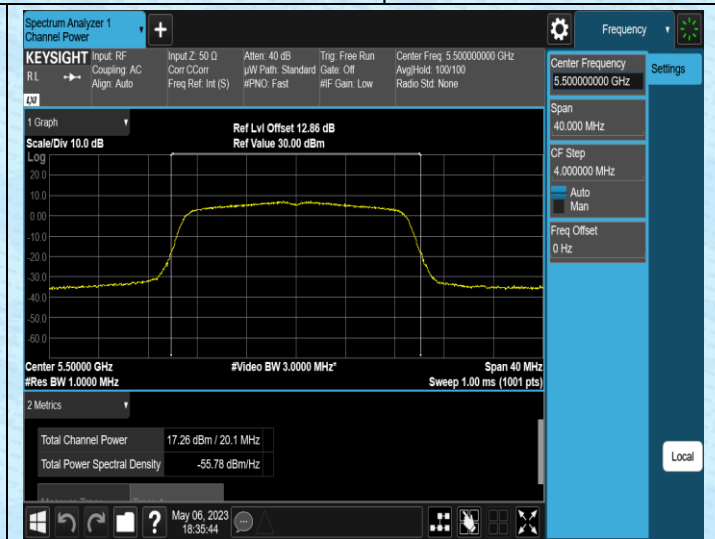 Spectrum Analyzer 1
Channel Power
+
Frequency
KEYSIGHT
RL
LXI
Input: RF
Coupling: AC
Align: Auto
Input Z: 50 Ω
Corr CCorr
Freq Ref: Int (S)
Atten: 40 dB
µW Path: Standard
#PNO: Fast
Trig: Free Run
Gate: Off
#IF Gain: Low
Center Freq: 5.500000000 GHz
Avg|Hold: 100/100
Radio Std: None
Center Frequency
5.500000000 GHz
Settings
Span
40.000 MHz
CF Step
4.000000 MHz
Auto
Man
Freq Offset
0 Hz
Local
1 Graph
Scale/Div 10.0 dB
Ref Lvl Offset 12.86 dB
Ref Value 30.00 dBm
Log
20.0
10.0
0.00
-10.0
-20.0
-30.0
-40.0
-50.0
-60.0
Center 5.50000 GHz
#Res BW 1.0000 MHz
#Video BW 3.0000 MHz*
Span 40 MHz
Sweep 1.00 ms (1001 pts)
2 Metrics
Total Channel Power 17.26 dBm / 20.1 MHz
Total Power Spectral Density -55.78 dBm/Hz
?
May 06, 2023
18:35:44